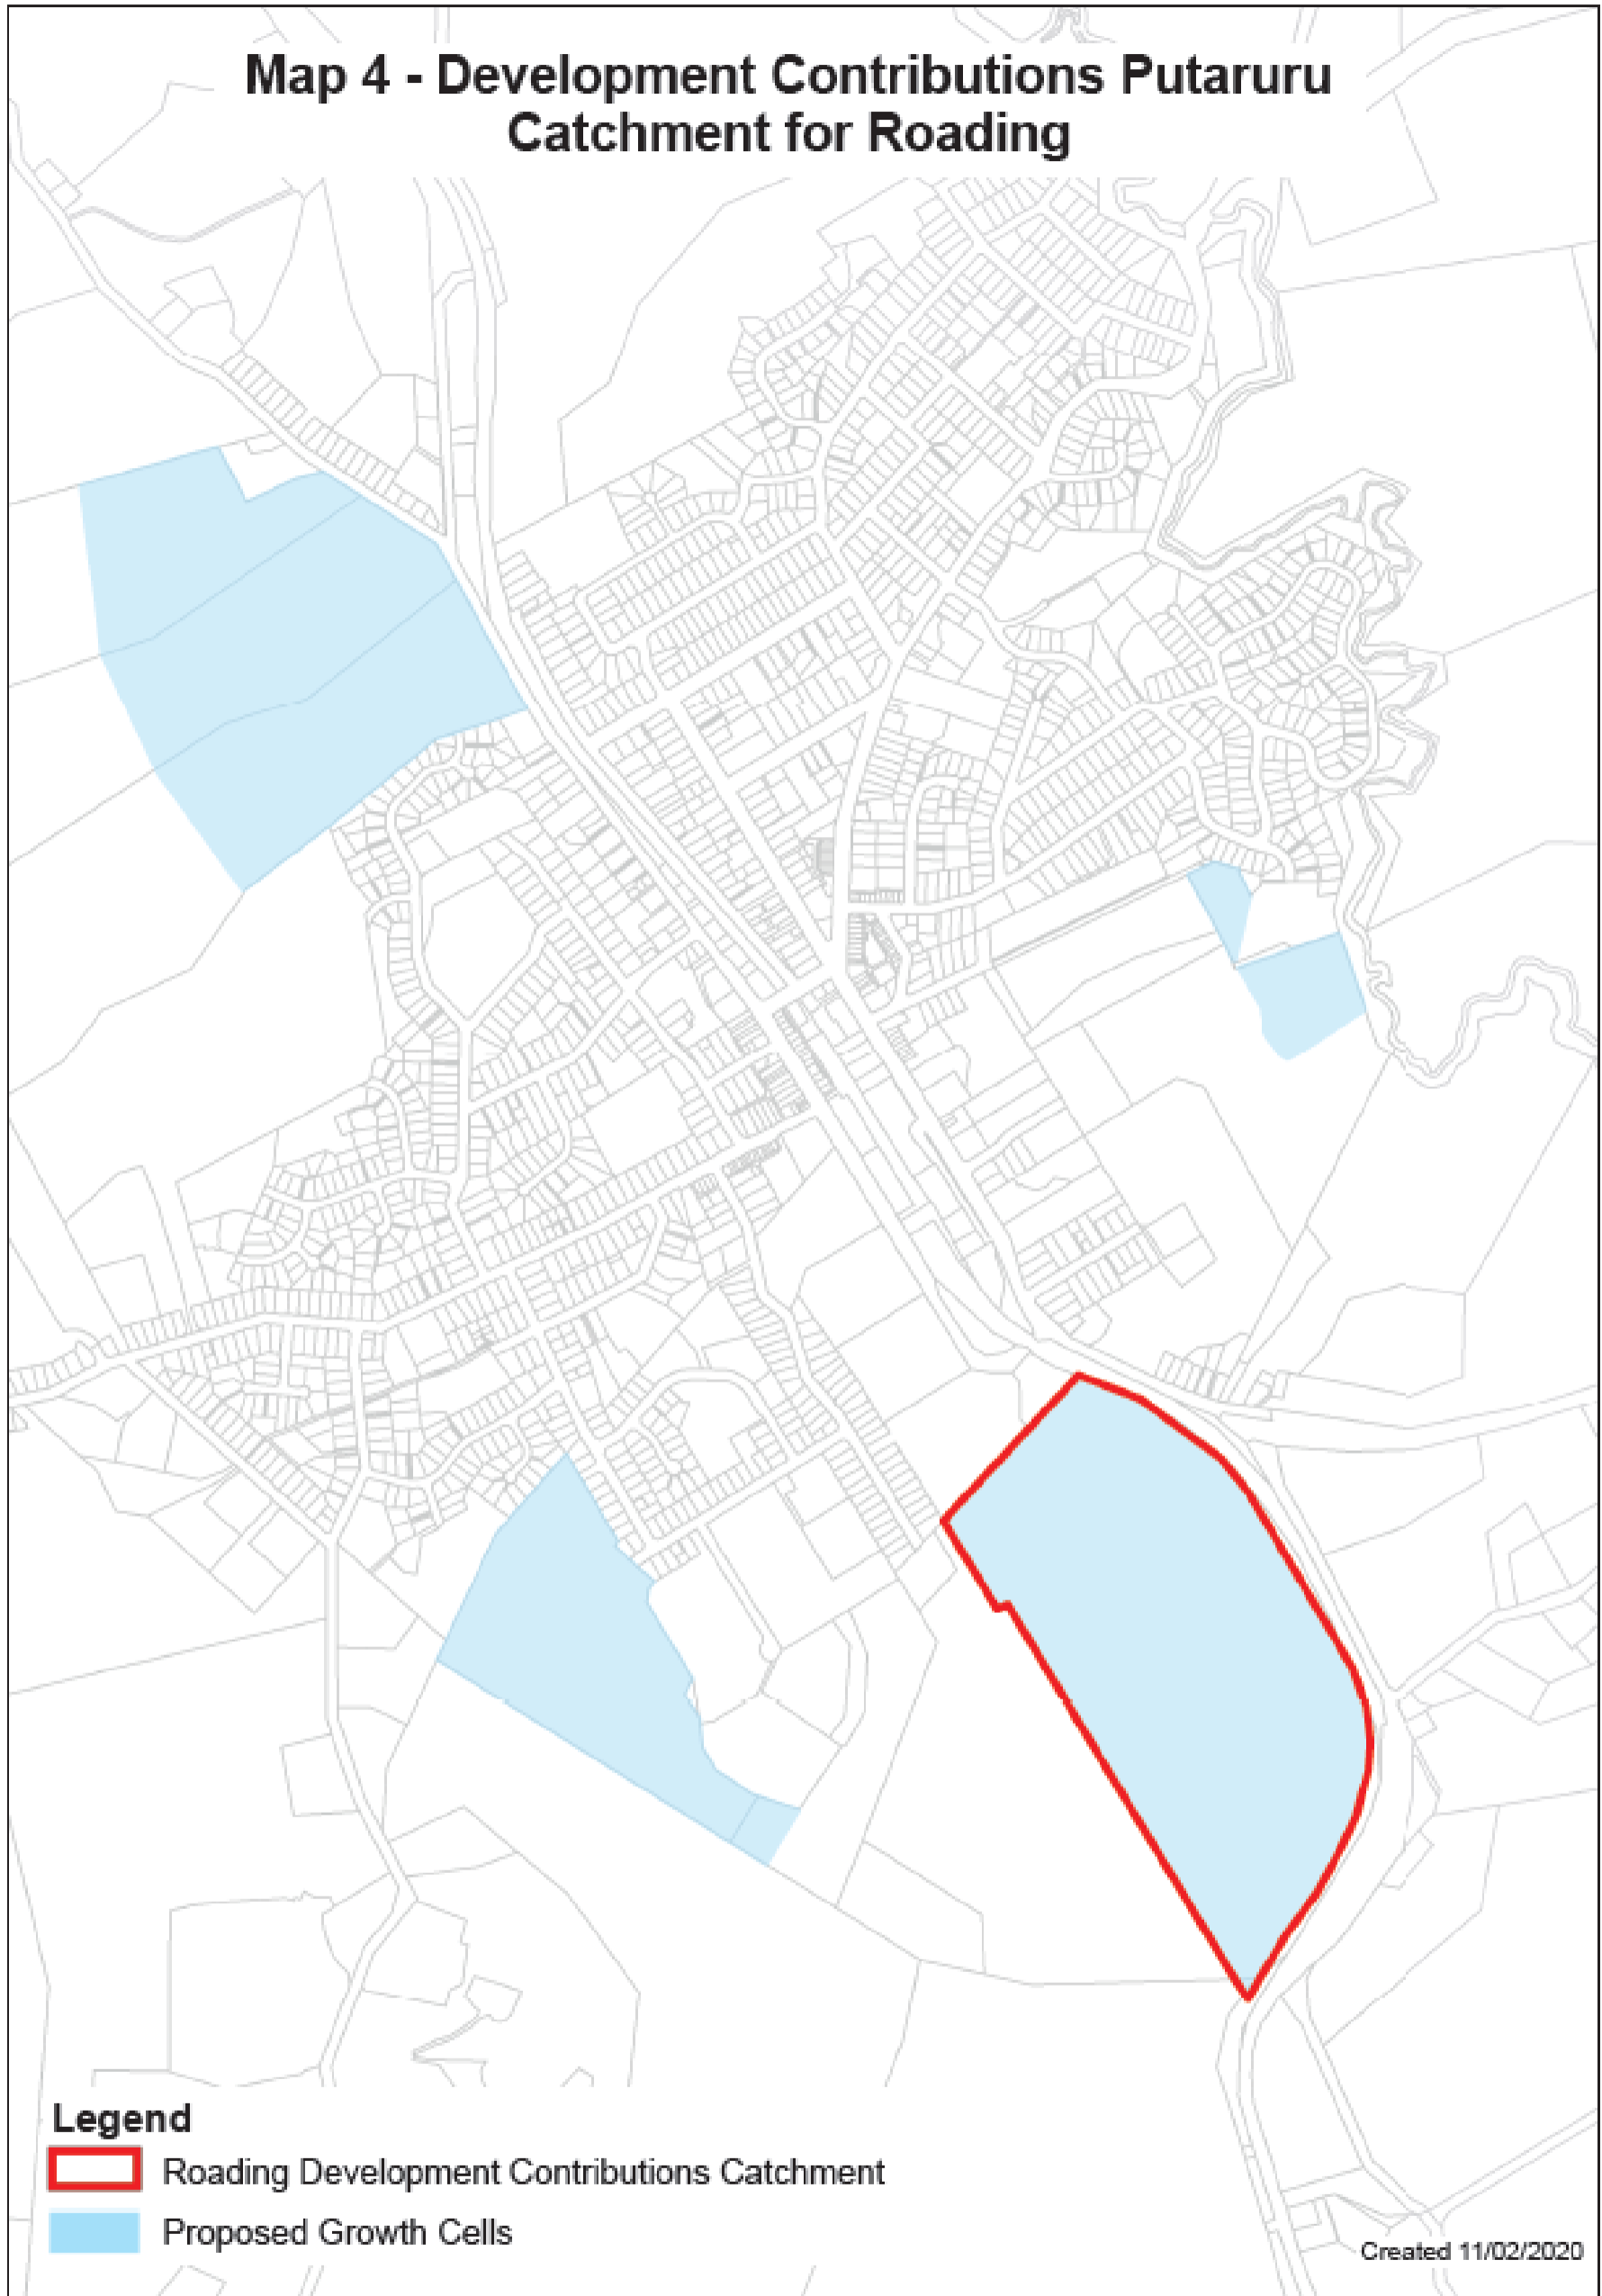 Map 4 - Development Contributions Putaruru
Catchment for Roading
Legend
Roading Development Contributions Catchment
Proposed Growth Cells
Created 11/02/2020